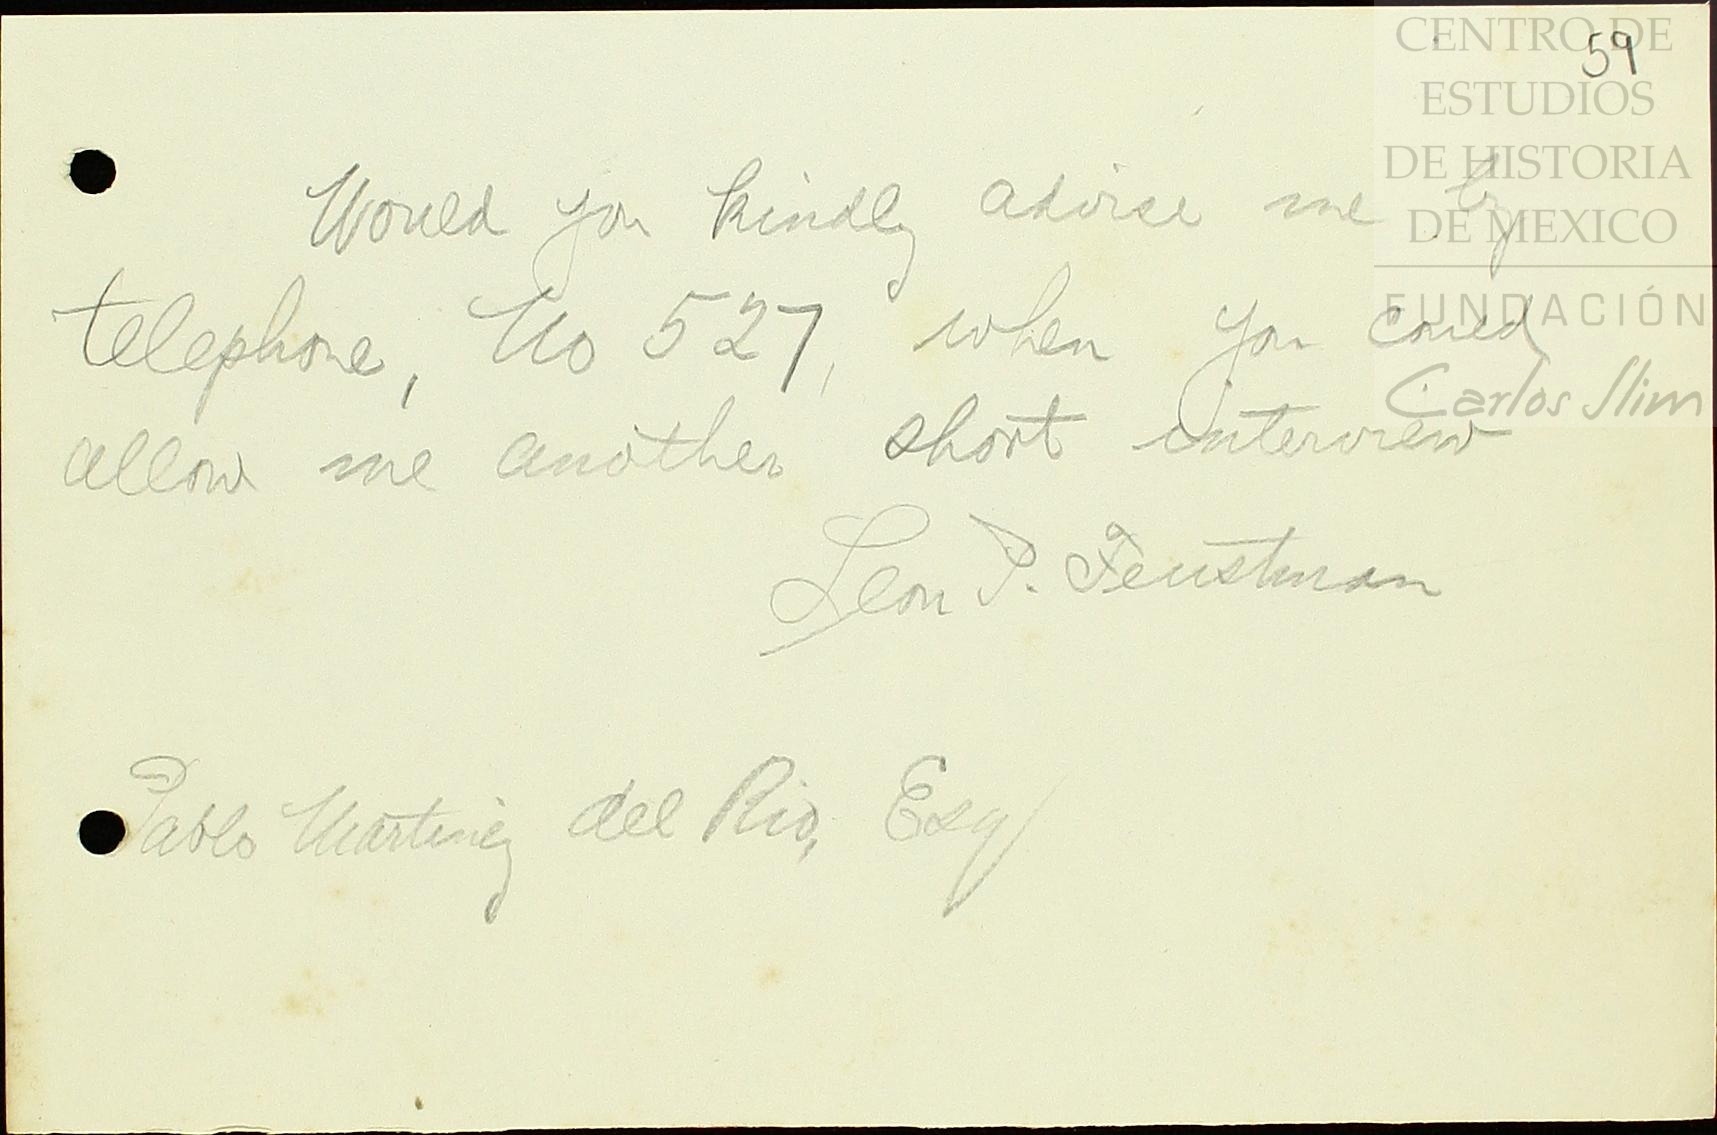 59
CENTRO DE
ESTUDIOS
DE HISTORIA
DE MEXICO
FUNDACIÓN
Carlos Slim
Would you kindly advise me by
telephone, No 527, when you could
allow me another short interview
Leon P. Feustman
Pablo Martinez del Rio, Esq